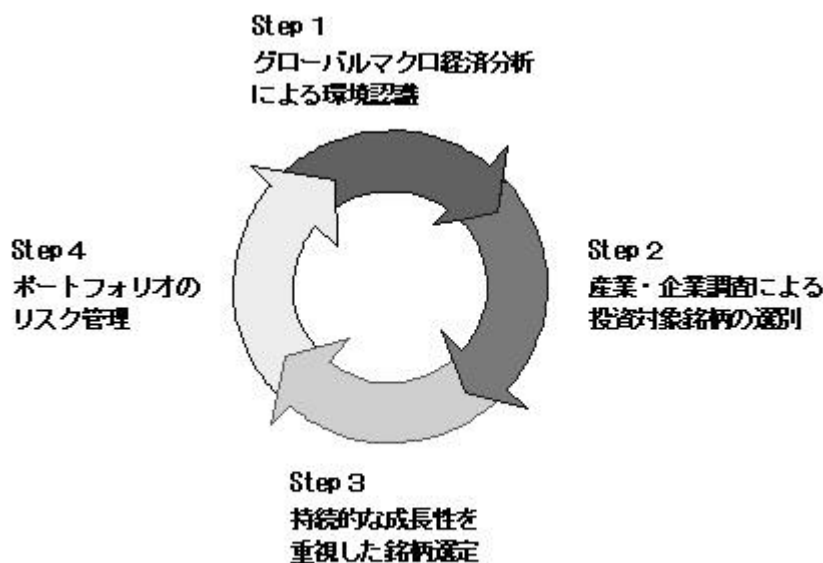 Step 1
グローバルマクロ経済分析
による環境認識
Step 2
産業・企業調査による
投資対象銘柄の選別
Step 3
持続的な成長性を
重視した銘柄選定
Step 4
ポートフォリオの
リスク管理